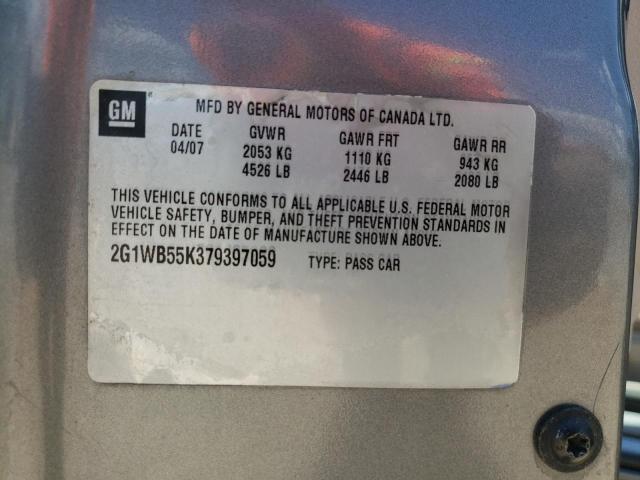 GM
MFD BY GENERAL MOTORS OF CANADA LTD.
DATE GVWR GAWR FRT GAWR RR
04/07 2053 KG 1110 KG 943 KG
4526 LB 2446 LB 2080 LB
THIS VEHICLE CONFORMS TO ALL APPLICABLE U.S. FEDERAL MOTOR
VEHICLE SAFETY, BUMPER, AND THEFT PREVENTION STANDARDS IN
EFFECT ON THE DATE OF MANUFACTURE SHOWN ABOVE.
2G1WB55K379397059 TYPE: PASS CAR